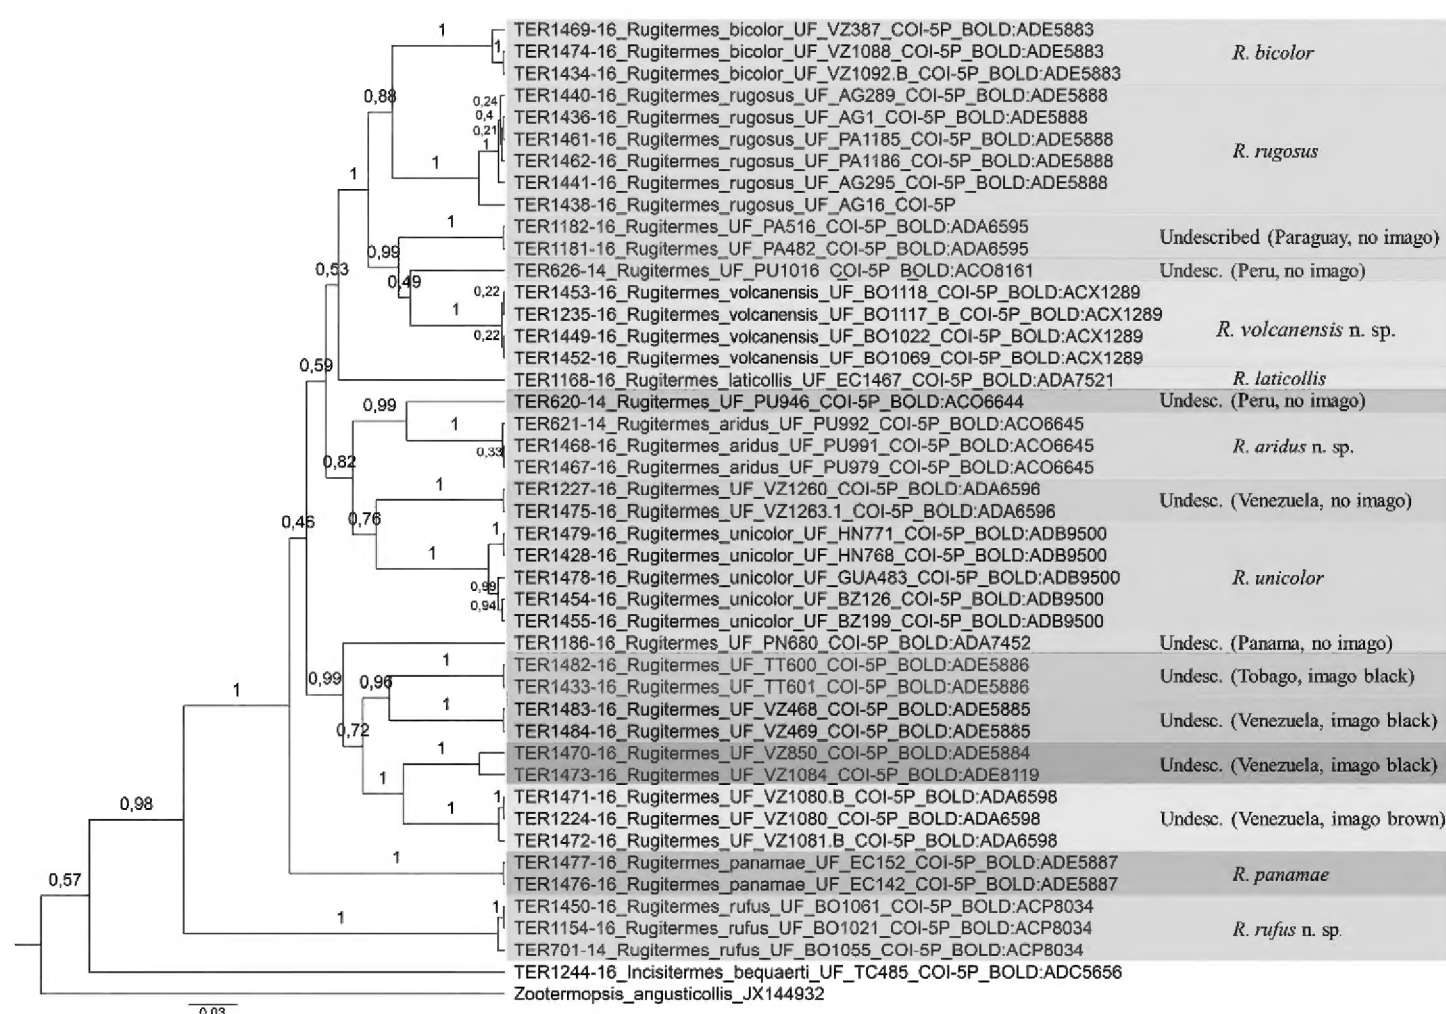 1 TER1469-16_Rugitermes_bicolor_UF_VZ387_COI-5P_BOLD:ADE5883
1 TER1474-16_Rugitermes_bicolor_UF_VZ1088_COI-5P_BOLD:ADE5883 R. bicolor
TER1434-16_Rugitermes_bicolor_UF_VZ1092.B_COI-5P_BOLD:ADE5883
0,88 0,24 TER1440-16_Rugitermes_rugosus_UF_AG289_COI-5P_BOLD:ADE5888
0,4 TER1436-16_Rugitermes_rugosus_UF_AG1_COI-5P_BOLD:ADE5888
0,21 TER1461-16_Rugitermes_rugosus_UF_PA1185_COI-5P_BOLD:ADE5888 R. rugosus
1 1 TER1462-16_Rugitermes_rugosus_UF_PA1186_COI-5P_BOLD:ADE5888
1 TER1441-16_Rugitermes_rugosus_UF_AG295_COI-5P_BOLD:ADE5888
TER1438-16_Rugitermes_rugosus_UF_AG16_COI-5P
1 TER1182-16_Rugitermes_UF_PA516_COI-5P_BOLD:ADA6595 Undescribed (Paraguay, no imago)
0,99 TER1181-16_Rugitermes_UF_PA482_COI-5P_BOLD:ADA6595
0,53 0,49 TER626-14_Rugitermes_UF_PU1016_COI-5P_BOLD:ACO8161 Undesc. (Peru, no imago)
0,22 TER1453-16_Rugitermes_volcanensis_UF_BO1118_COI-5P_BOLD:ACX1289
1 TER1235-16_Rugitermes_volcanensis_UF_BO1117_B_COI-5P_BOLD:ACX1289
0,22 TER1449-16_Rugitermes_volcanensis_UF_BO1022_COI-5P_BOLD:ACX1289 R. volcanensis n. sp.
TER1452-16_Rugitermes_volcanensis_UF_BO1069_COI-5P_BOLD:ACX1289
0,59 TER1168-16_Rugitermes_laticollis_UF_EC1467_COI-5P_BOLD:ADA7521 R. laticollis
0,99 TER620-14_Rugitermes_UF_PU946_COI-5P_BOLD:ACO6644 Undesc. (Peru, no imago)
1 TER621-14_Rugitermes_aridus_UF_PU992_COI-5P_BOLD:ACO6645
0,33 TER1468-16_Rugitermes_aridus_UF_PU991_COI-5P_BOLD:ACO6645 R. aridus n. sp.
0,82 TER1467-16_Rugitermes_aridus_UF_PU979_COI-5P_BOLD:ACO6645
1 TER1227-16_Rugitermes_UF_VZ1260_COI-5P_BOLD:ADA6596 Undesc. (Venezuela, no imago)
0,46 0,76 TER1475-16_Rugitermes_UF_VZ1263.1_COI-5P_BOLD:ADA6596
1 TER1479-16_Rugitermes_unicolor_UF_HN771_COI-5P_BOLD:ADB9500
1 TER1428-16_Rugitermes_unicolor_UF_HN768_COI-5P_BOLD:ADB9500
0,99 TER1478-16_Rugitermes_unicolor_UF_GUA483_COI-5P_BOLD:ADB9500 R. unicolor
0,94 TER1454-16_Rugitermes_unicolor_UF_BZ126_COI-5P_BOLD:ADB9500
TER1455-16_Rugitermes_unicolor_UF_BZ199_COI-5P_BOLD:ADB9500
TER1186-16_Rugitermes_UF_PN680_COI-5P_BOLD:ADA7452 Undesc. (Panama, no imago)
1 TER1482-16_Rugitermes_UF_TT600_COI-5P_BOLD:ADE5886 Undesc. (Tobago, imago black)
1 0,99 0,96 TER1433-16_Rugitermes_UF_TT601_COI-5P_BOLD:ADE5886
1 TER1483-16_Rugitermes_UF_VZ468_COI-5P_BOLD:ADE5885 Undesc. (Venezuela, imago black)
0,72 TER1484-16_Rugitermes_UF_VZ469_COI-5P_BOLD:ADE5885
1 TER1470-16_Rugitermes_UF_VZ850_COI-5P_BOLD:ADE5884 Undesc. (Venezuela, imago black)
1 TER1473-16_Rugitermes_UF_VZ1084_COI-5P_BOLD:ADE8119
0,98 1 1 TER1471-16_Rugitermes_UF_VZ1080.B_COI-5P_BOLD:ADA6598
TER1224-16_Rugitermes_UF_VZ1080_COI-5P_BOLD:ADA6598 Undesc. (Venezuela, imago brown)
TER1472-16_Rugitermes_UF_VZ1081.B_COI-5P_BOLD:ADA6598
1 TER1477-16_Rugitermes_panamae_UF_EC152_COI-5P_BOLD:ADE5887 R. panamae
0,57 TER1476-16_Rugitermes_panamae_UF_EC142_COI-5P_BOLD:ADE5887
1 1 TER1450-16_Rugitermes_rufus_UF_BO1061_COI-5P_BOLD:ACP8034
TER1154-16_Rugitermes_rufus_UF_BO1021_COI-5P_BOLD:ACP8034 R. rufus n. sp.
TER701-14_Rugitermes_rufus_UF_BO1055_COI-5P_BOLD:ACP8034
TER1244-16_Incisitermes_bequaerti_UF_TC485_COI-5P_BOLD:ADC5656
Zootermopsis_angusticollis_JX144932
0.03